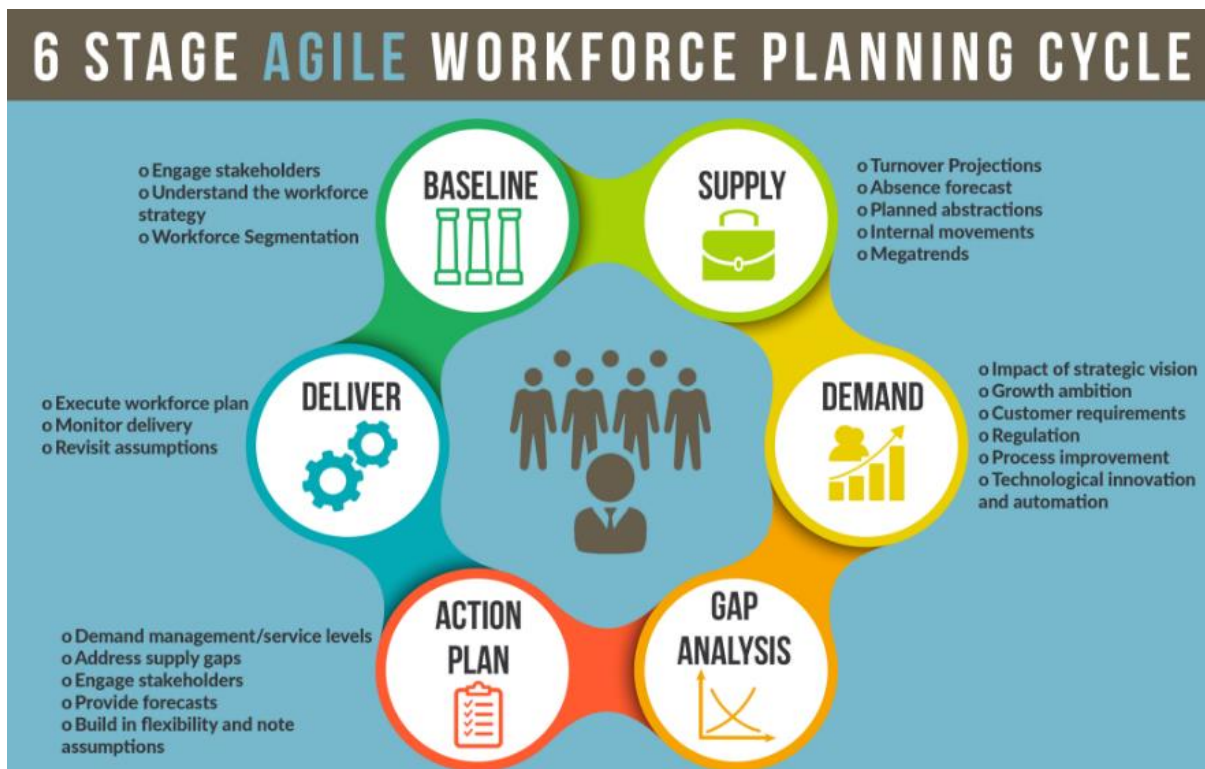 6 STAGE AGILE WORKFORCE PLANNING CYCLE
BASELINE
o Engage stakeholders
o Understand the workforce
strategy
o Workforce Segmentation
SUPPLY
o Turnover Projections
o Absence forecast
o Planned abstractions
o Internal movements
o Megatrends
DEMAND
o Impact of strategic vision
o Growth ambition
o Customer requirements
o Regulation
o Process improvement
o Technological innovation
and automation
GAP
ANALYSIS
ACTION
PLAN
o Demand management/service levels
o Address supply gaps
o Engage stakeholders
o Provide forecasts
o Build in flexibility and note
assumptions
DELIVER
o Execute workforce plan
o Monitor delivery
o Revisit assumptions